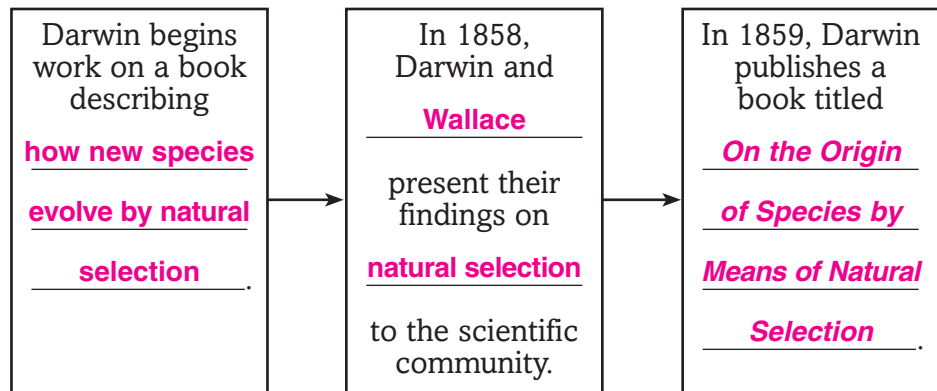 Darwin begins
work on a book
describing
how new species
evolve by natural
selection.
In 1858,
Darwin and
Wallace
present their
findings on
natural selection
to the scientific
community.
In 1859, Darwin
publishes a
book titled
On the Origin
of Species by
Means of Natural
Selection.